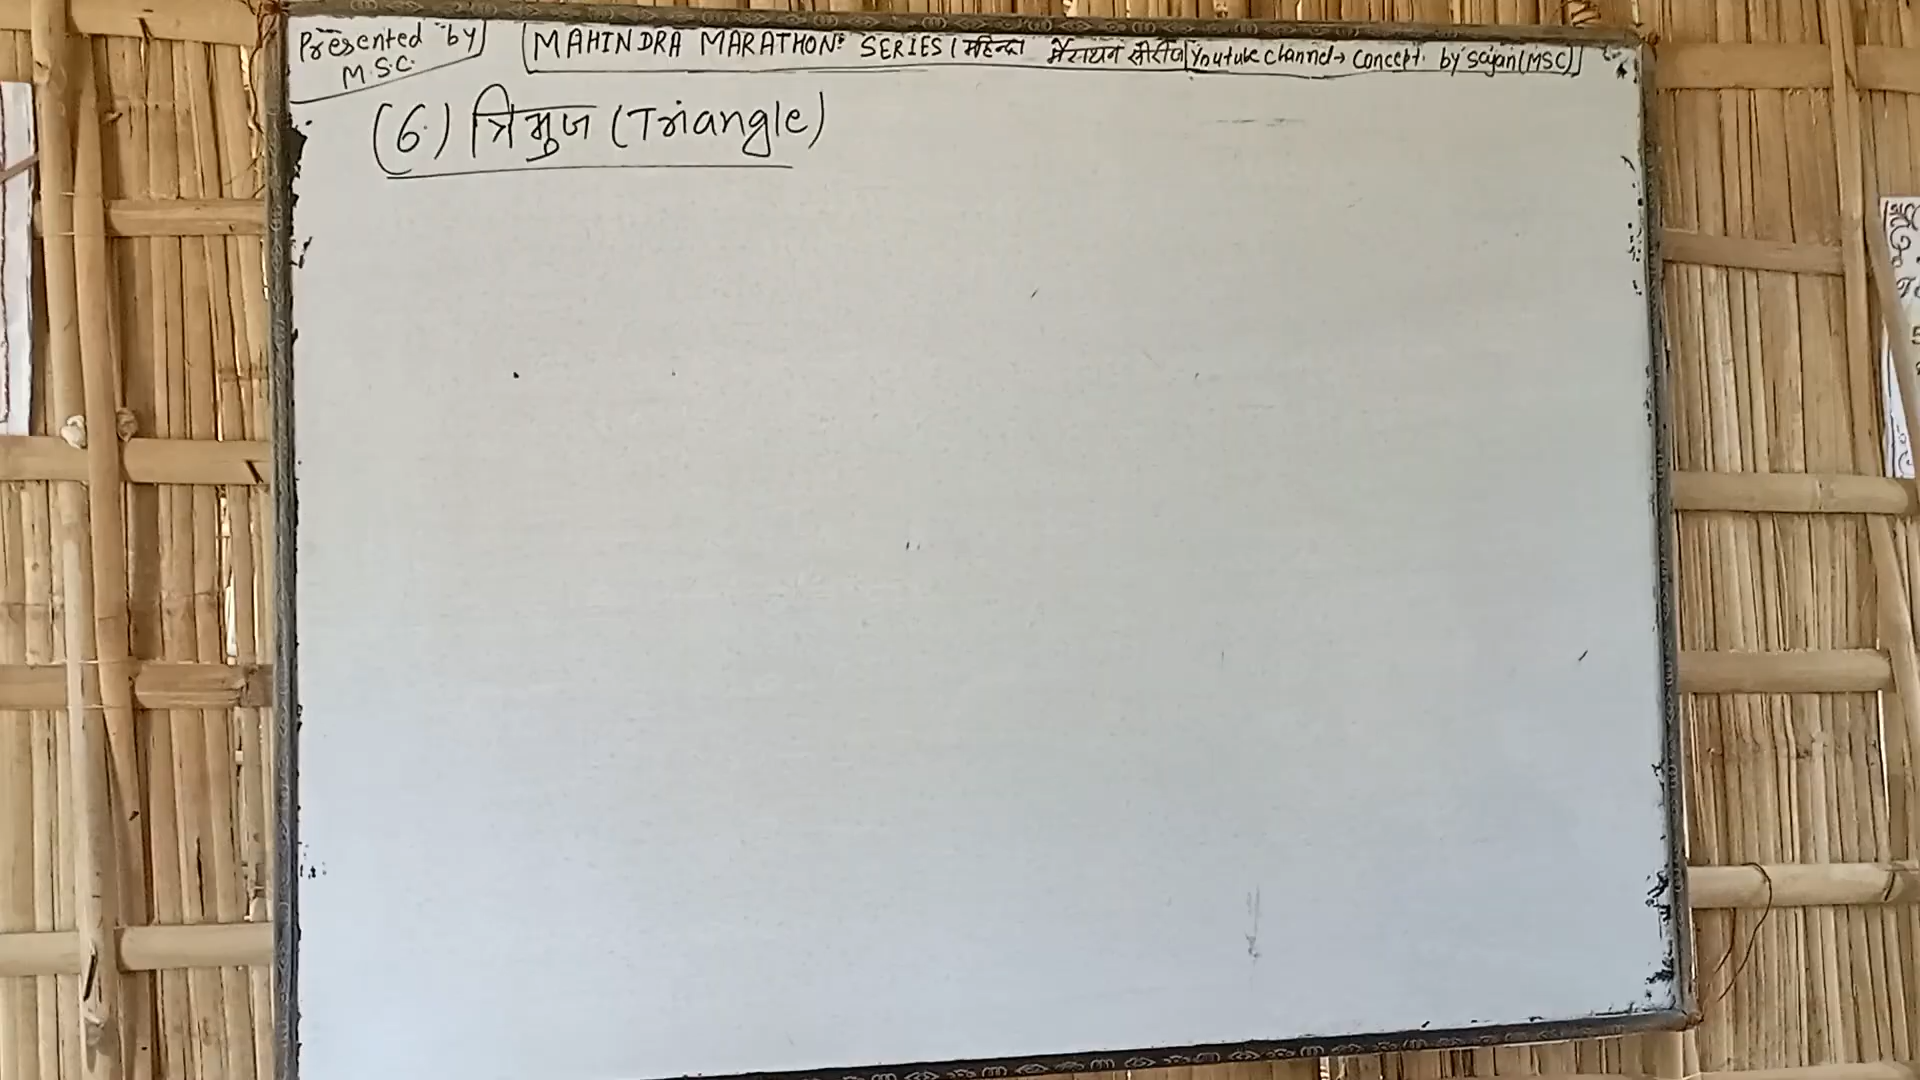 Presented by
M.S.C.
MAHINDRA MARATHON: SERIES (महिन्द्रा मैराथन सीरीज) Youtube channel → Concept. by sajan (MSC)
(6) त्रिभुज (Triangle)